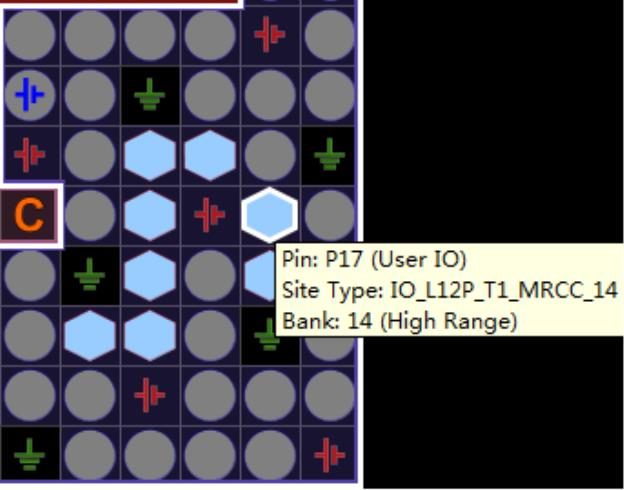 C
Pin: P17 (User IO)
Site Type: IO_L12P_T1_MRCC_14
Bank: 14 (High Range)